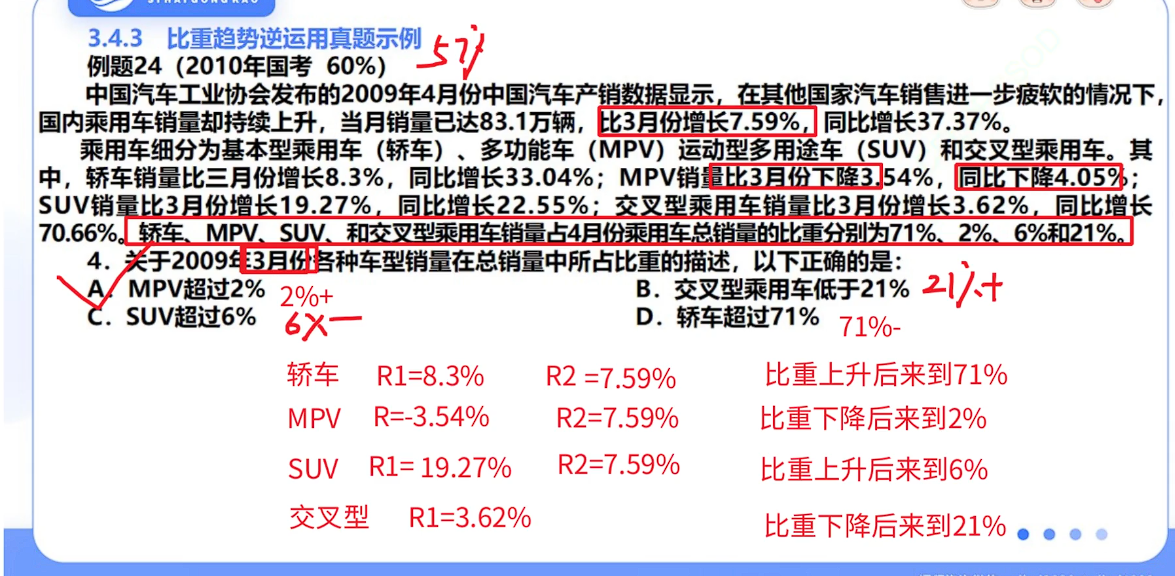 3.4.3 比重趋势逆运用真题示例
例题24（2010年国考 60%）
中国汽车工业协会发布的2009年4月份中国汽车产销数据显示，在其他国家汽车销售进一步疲软的情况下，
国内乘用车销量却持续上升，当月销量已达83.1万辆，比3月份增长7.59%，同比增长37.37%。
乘用车细分为基本型乘用车（轿车）、多功能车（MPV）运动型多用途车（SUV）和交叉型乘用车。其
中，轿车销量比三月份增长8.3%，同比增长33.04%；MPV销量比3月份下降3.54%，同比下降4.05%；
SUV销量比3月份增长19.27%，同比增长22.55%；交叉型乘用车销量比3月份增长3.62%，同比增长
70.66%。轿车、MPV、SUV、和交叉型乘用车销量占4月份乘用车总销量的比重分别为71%、2%、6%和21%。
4．关于2009年3月份各种车型销量在总销量中所占比重的描述，以下正确的是：
A．MPV超过2% 2%+ B．交叉型乘用车低于21% 21%+
C．SUV超过6% 6%- D．轿车超过71% 71%-
轿车 R1=8.3% R2 =7.59% 比重上升后来到71%
MPV R=-3.54% R2=7.59% 比重下降后来到2%
SUV R1= 19.27% R2=7.59% 比重上升后来到6%
交叉型 R1=3.62% 比重下降后来到21%